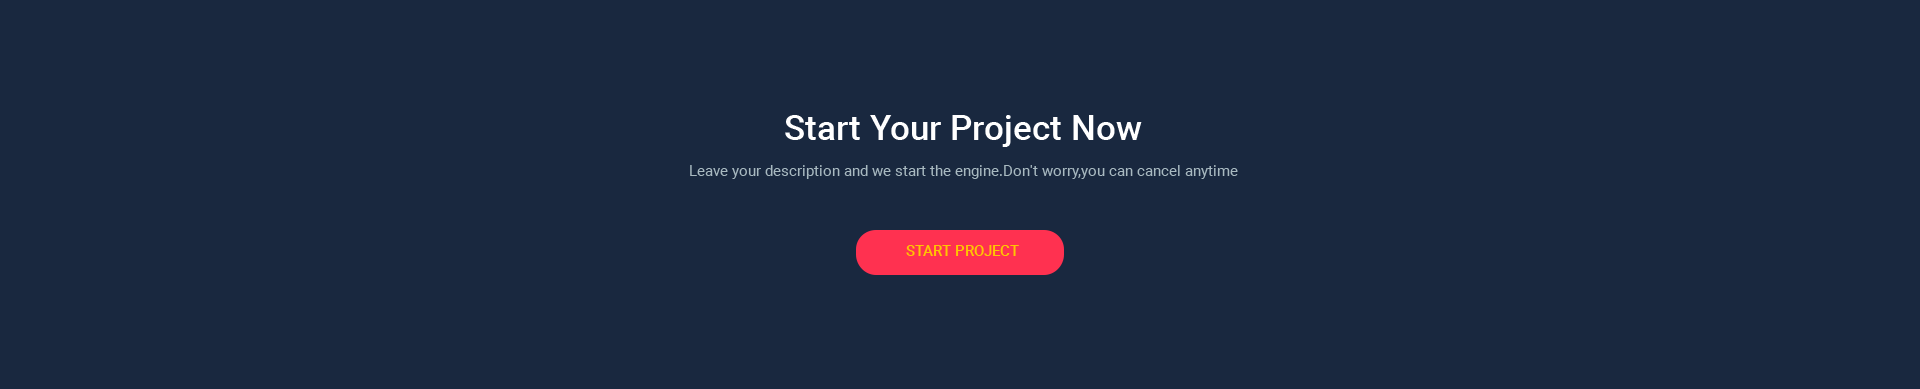 Start Your Project Now
Leave your description and we start the engine.Don't worry,you can cancel anytime
START PROJECT